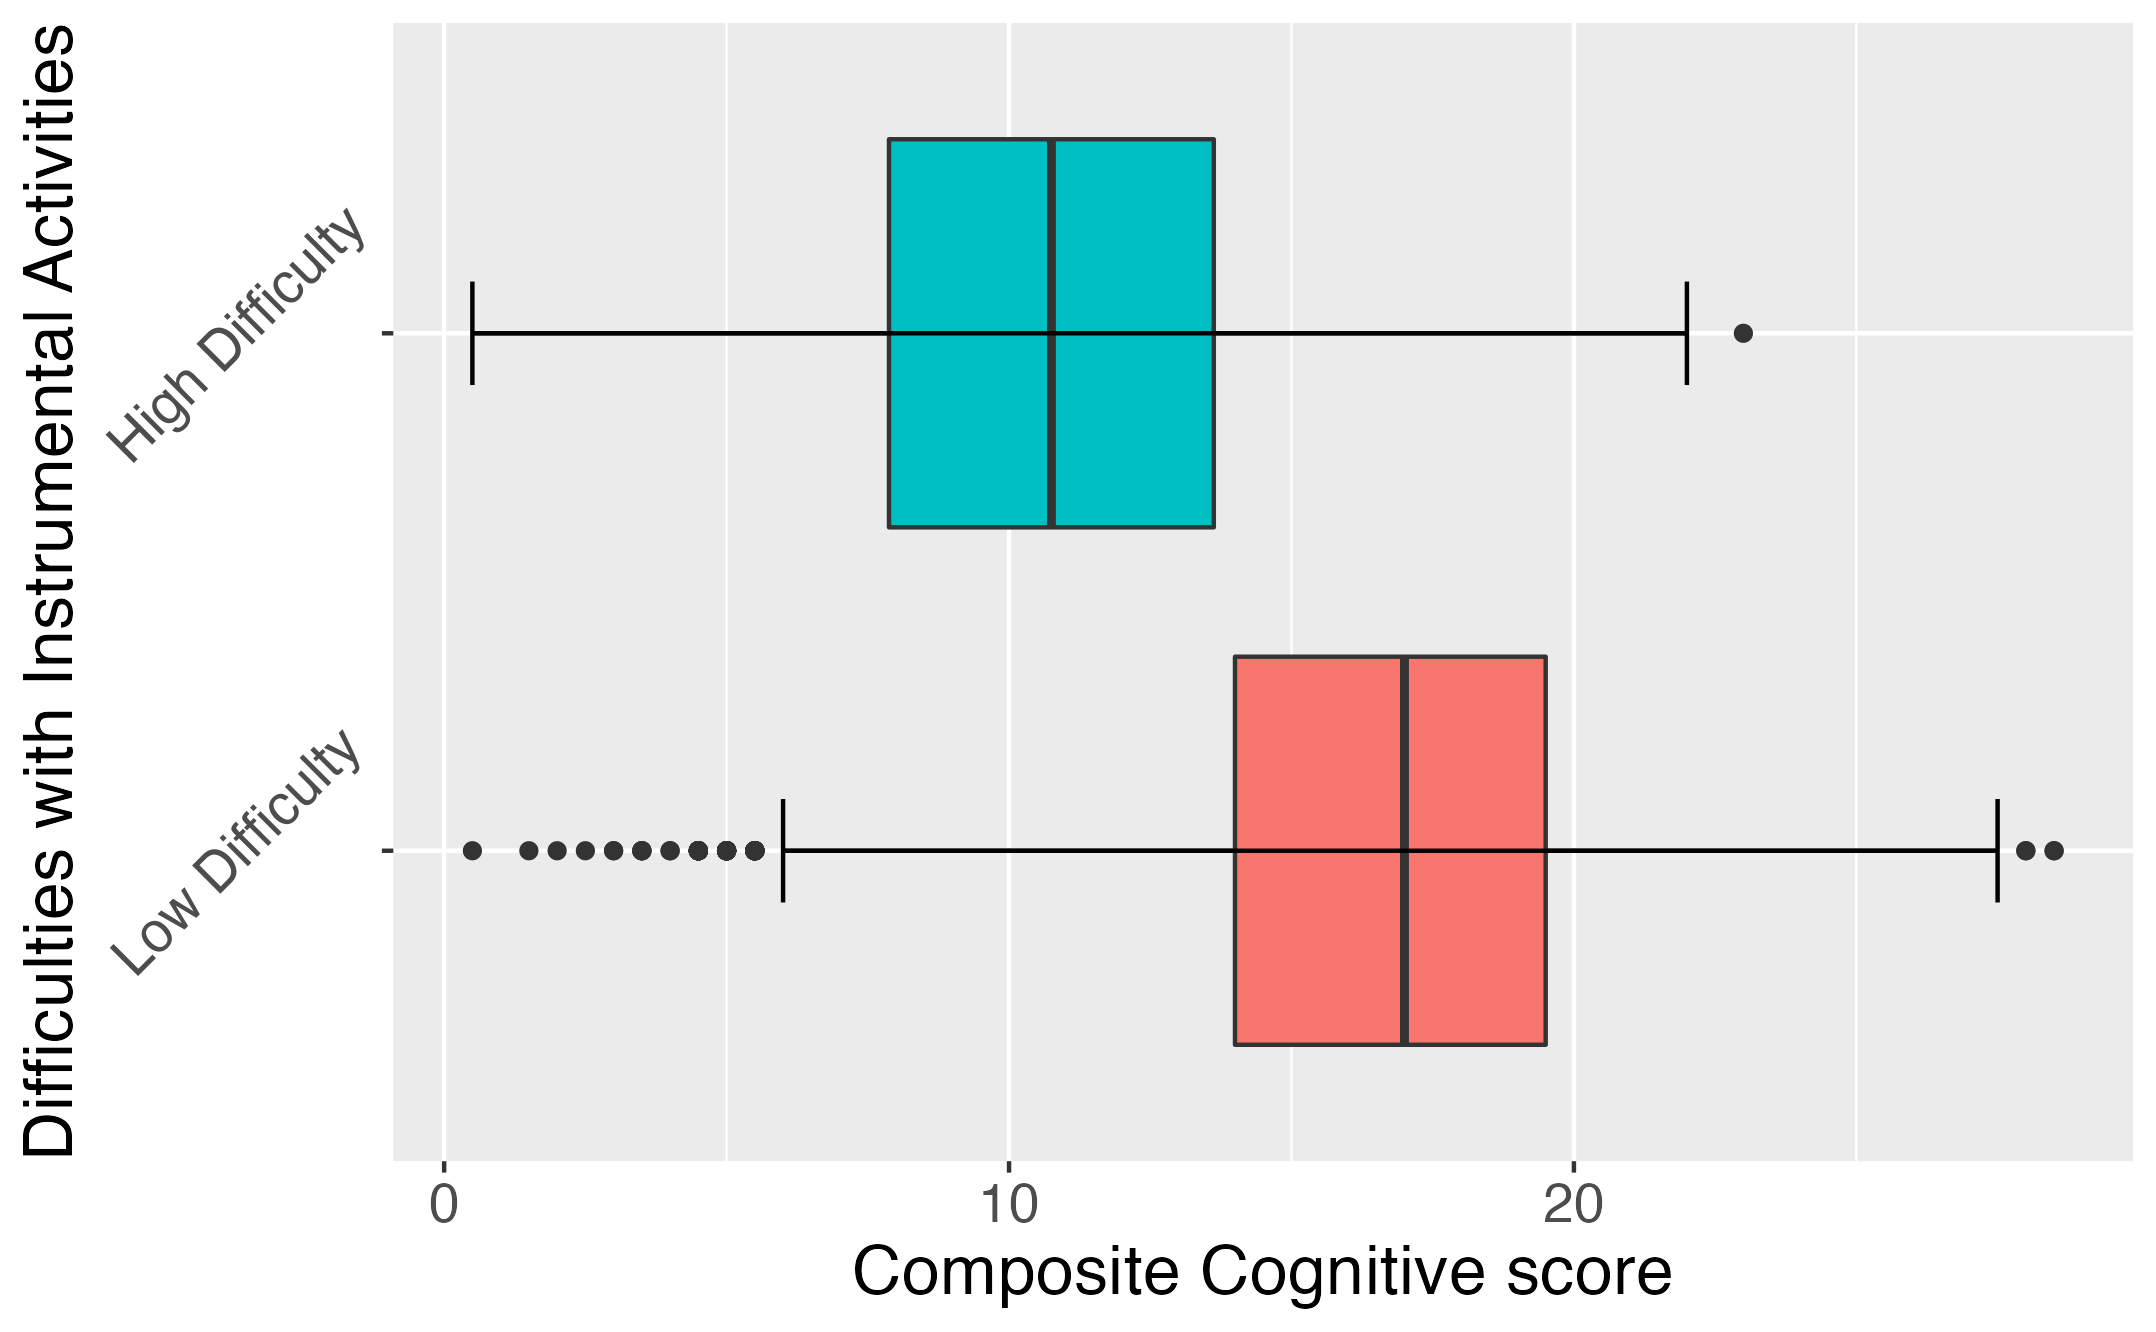 Difficulties with Instrumental Activities
High Difficulty
Low Difficulty
0 10 20
Composite Cognitive score